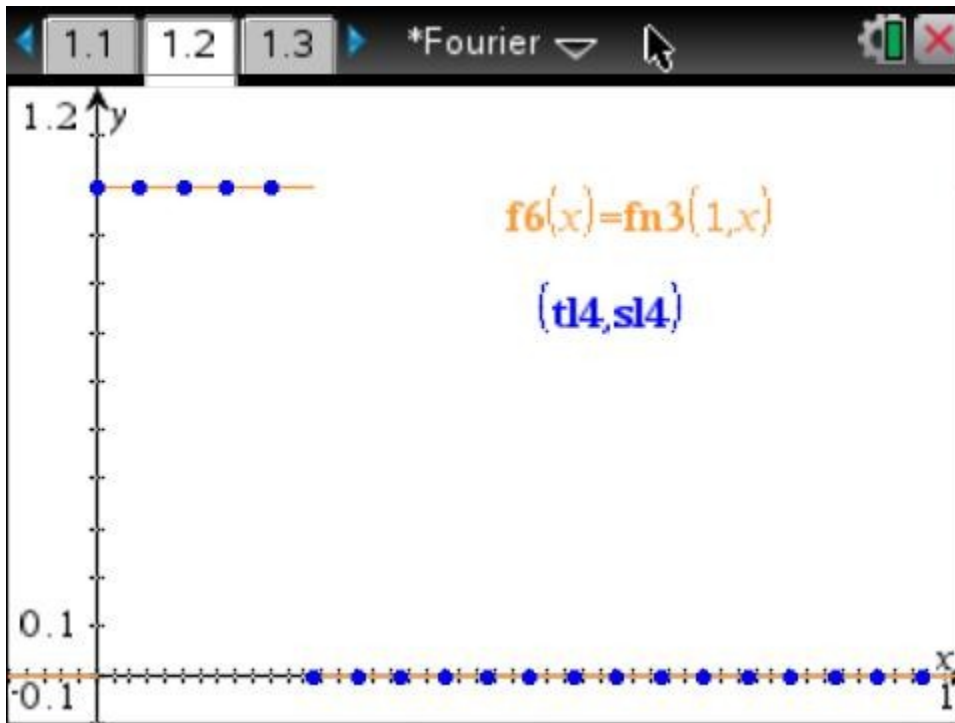 1.1 1.2 1.3 *Fourier
1.2 y
f6(x)=fn3(1,x)
(tl4,sl4)
0.1
x
-0.1 1